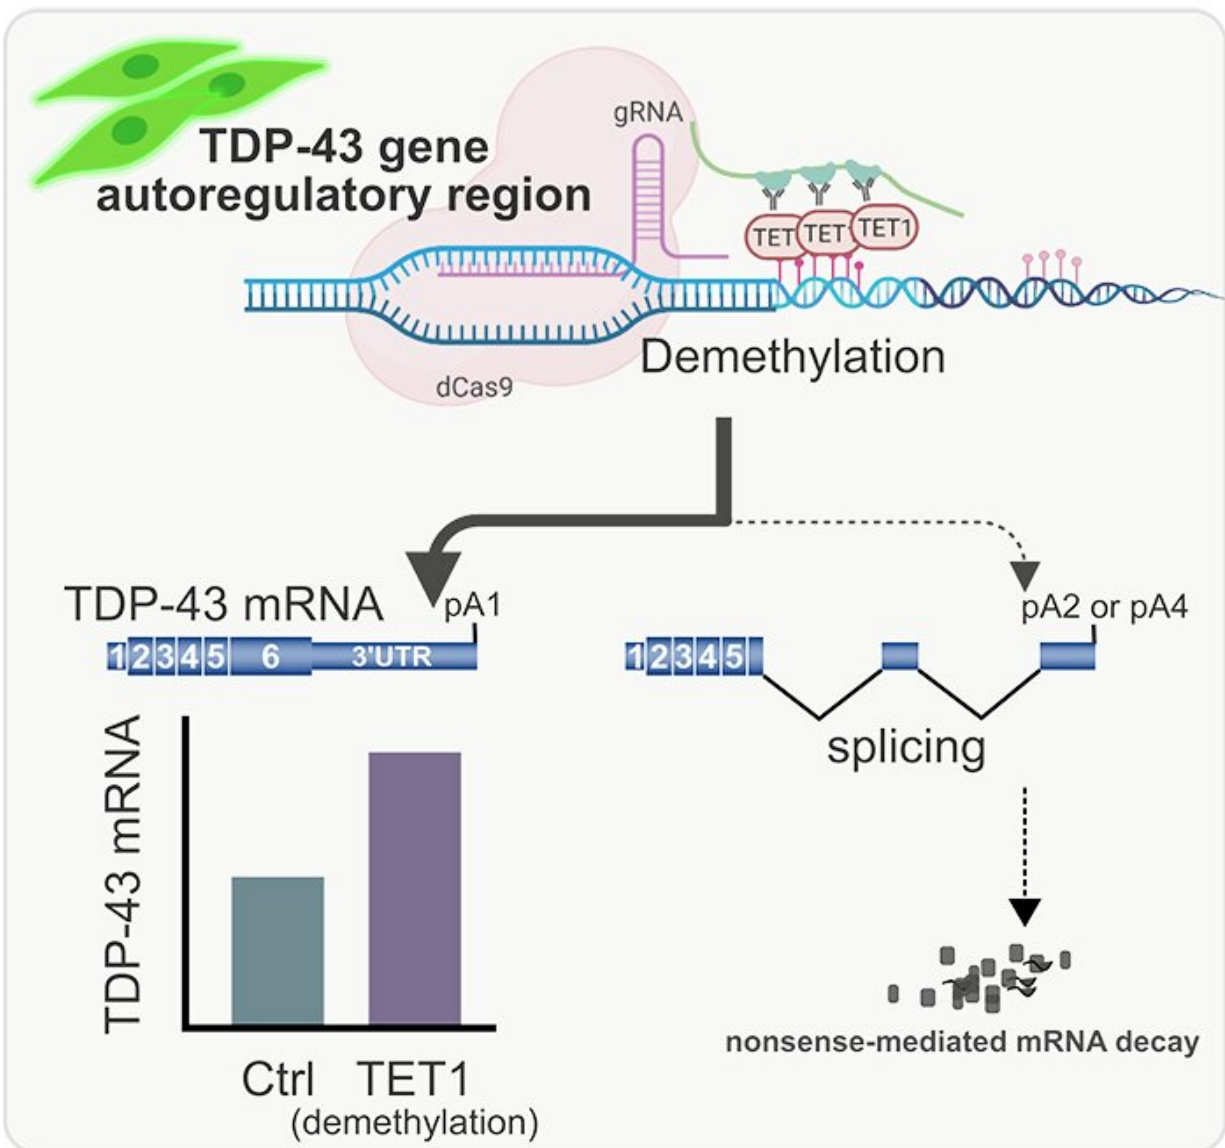 gRNA
TDP-43 gene
autoregulatory region
TET TET TET1
Demethylation
dCas9
TDP-43 mRNA
pA1
pA2 or pA4
1 2 3 4 5 6 3'UTR
1 2 3 4 5
splicing
TDP-43 mRNA
nonsense-mediated mRNA decay
Ctrl TET1
(demethylation)